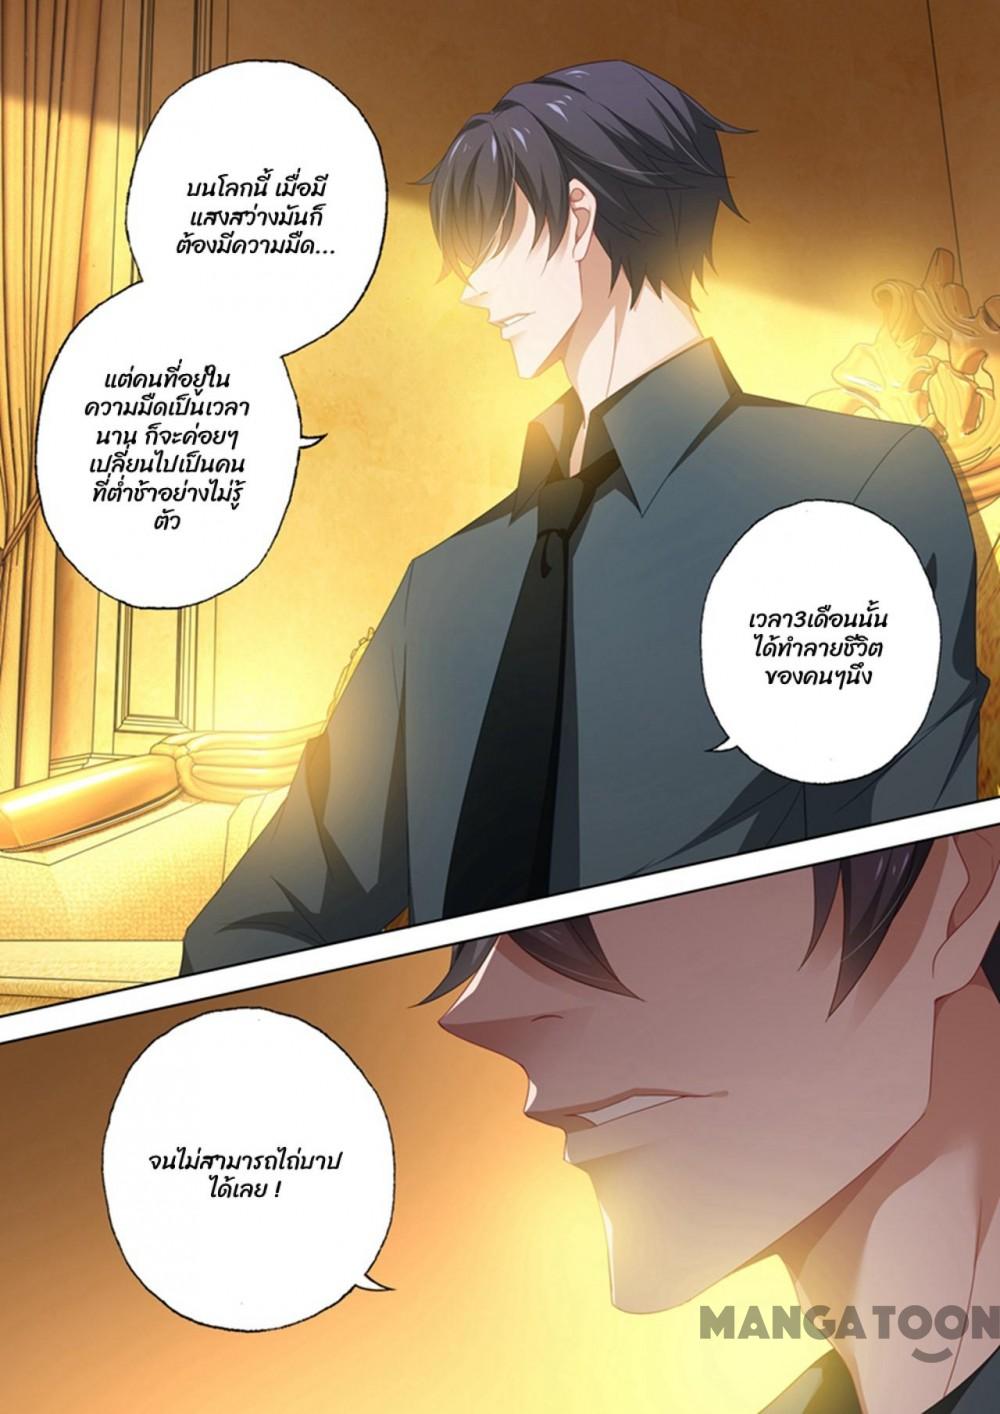 บนโลกนี้ เมื่อมี
แสงสว่างมันก็
ต้องมีความมืด...
แต่คนที่อยู่ใน
ความมืดเป็นเวลา
นาน ก็จะค่อยๆ
เปลี่ยนไปเป็นคน
ที่ต่ำช้าอย่างไม่รู้
ตัว
เวลา3เดือนนั้น
ได้ทำลายชีวิต
ของคนๆนึง
จนไม่สามารถไถ่บาป
ได้เลย !
MANGATOON